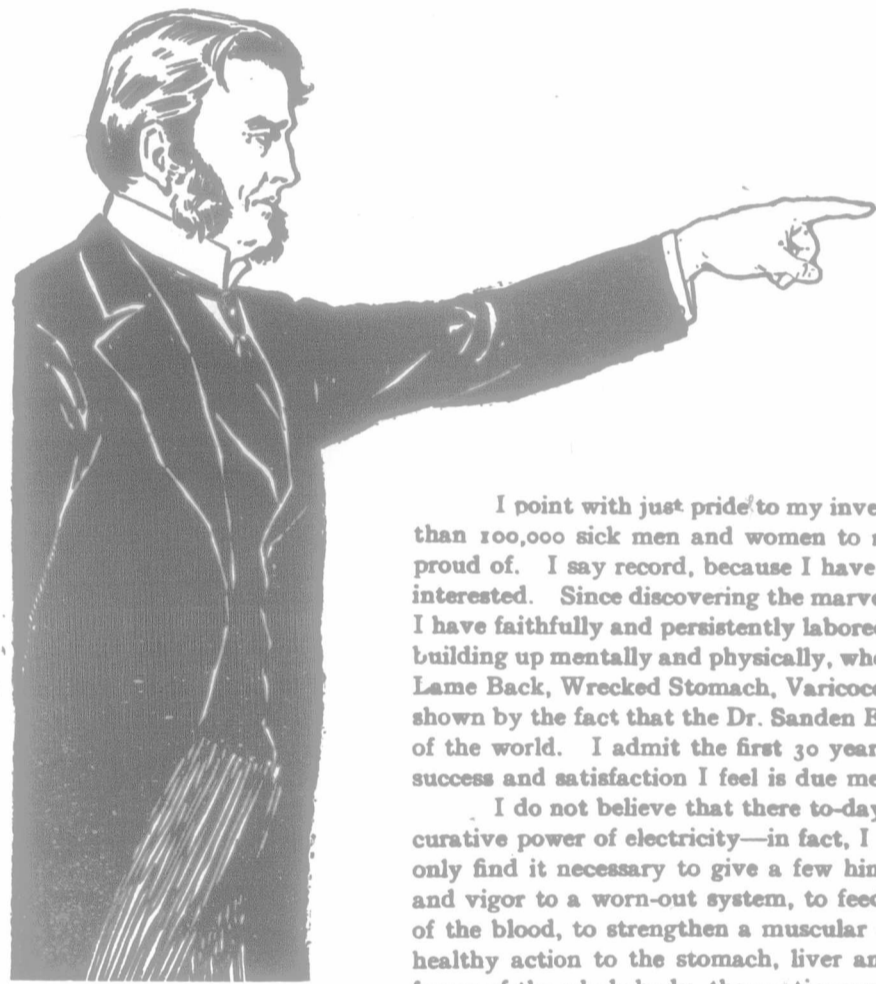 I point with just pride to my inve
than 100,000 sick men and women to
proud of. I say record, because I have
interested. Since discovering the marve
I have faithfully and persistently labored
building up mentally and physically, who
Lame Back, Wrecked Stomach, Varicoce
shown by the fact that the Dr. Sanden E
of the world. I admit the first 30 year
success and satisfaction I feel is due me
I do not believe that there to-day
curative power of electricity—in fact, I
only find it necessary to give a few hin
and vigor to a worn-out system, to feed
of the blood, to strengthen a muscular
healthy action to the stomach, liver an